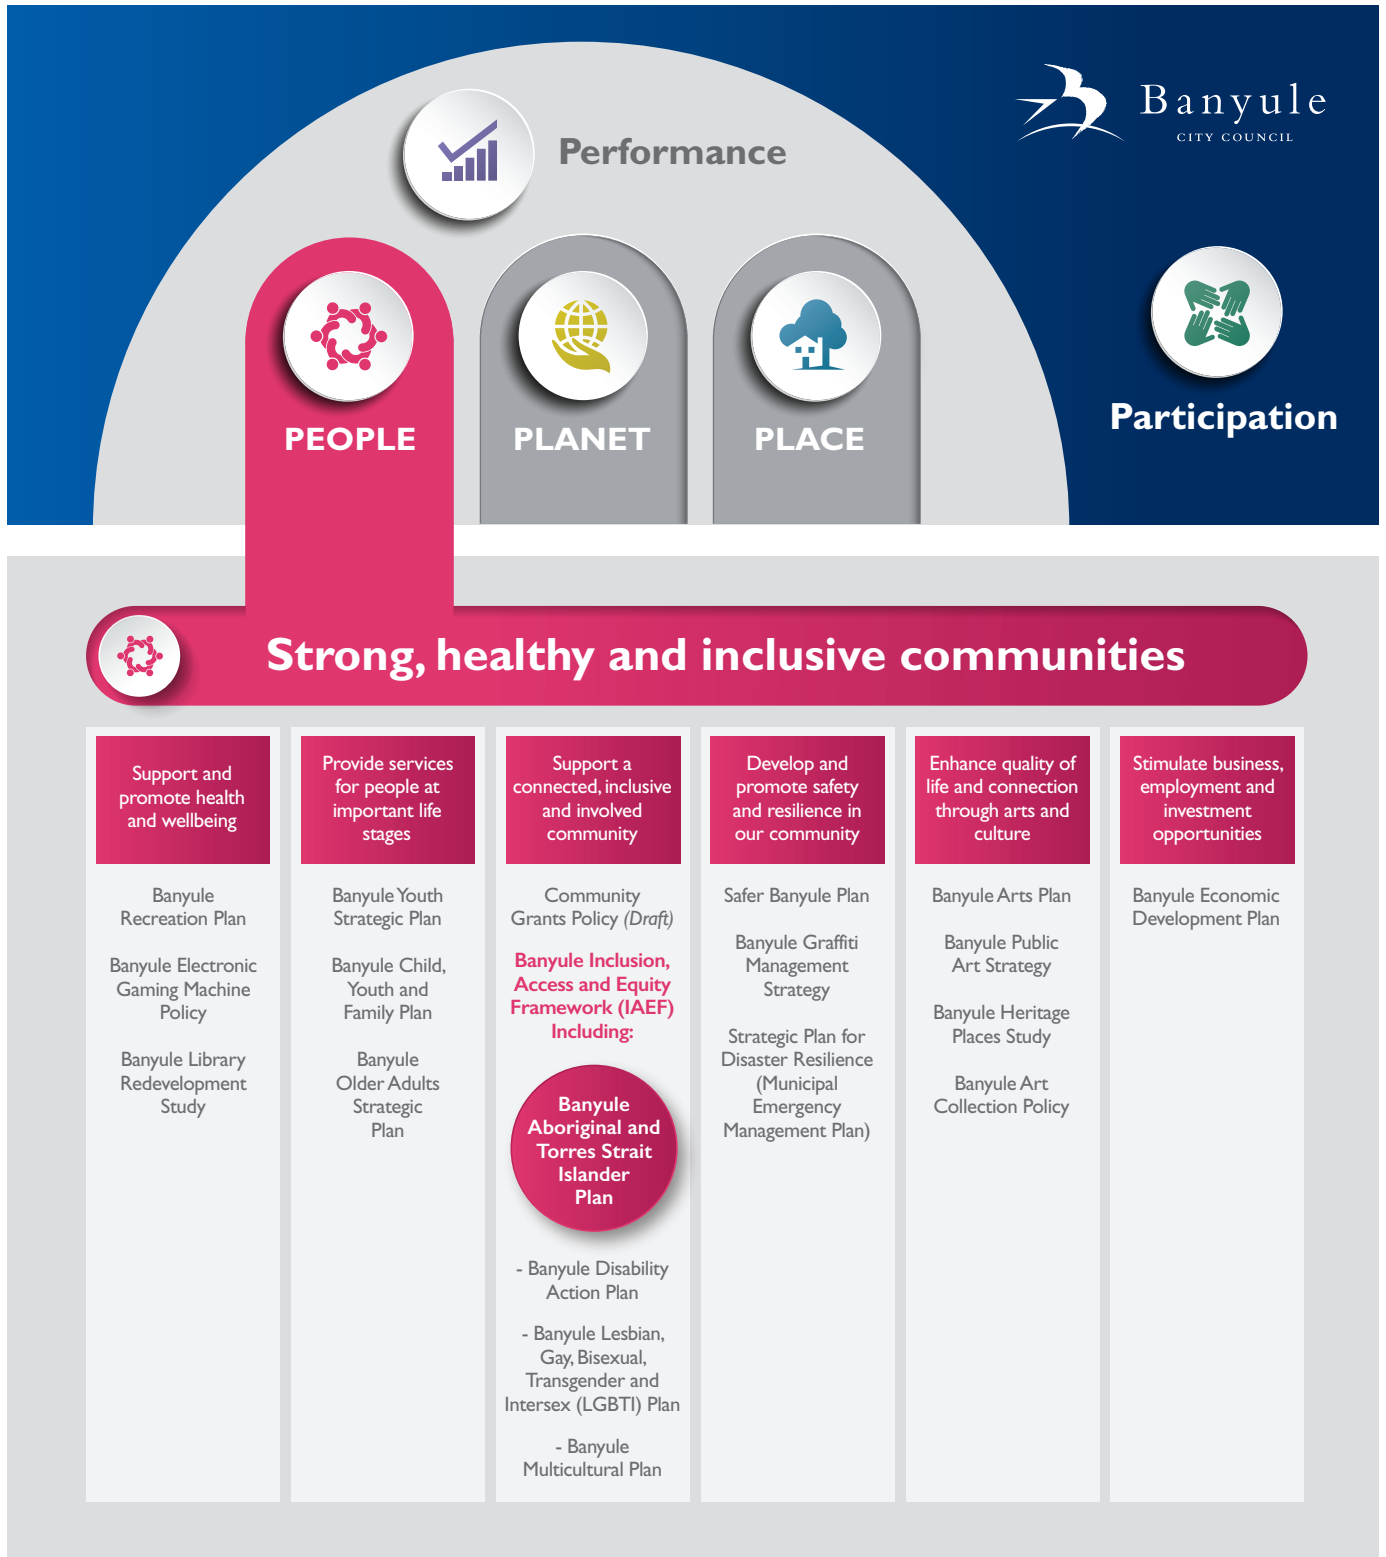 Banyule
CITY COUNCIL
Performance
PEOPLE
PLANET
PLACE
Participation
Strong, healthy and inclusive communities
Support and
promote health
and wellbeing
Banyule
Recreation Plan
Banyule Electronic
Gaming Machine
Policy
Banyule Library
Redevelopment
Study
Provide services
for people at
important life
stages
Banyule Youth
Strategic Plan
Banyule Child,
Youth and
Family Plan
Banyule
Older Adults
Strategic
Plan
Support a
connected, inclusive
and involved
community
Community
Grants Policy (Draft)
Banyule Inclusion,
Access and Equity
Framework (IAEF)
Including:
Banyule
Aboriginal and
Torres Strait
Islander
Plan
- Banyule Disability
Action Plan
- Banyule Lesbian,
Gay, Bisexual,
Transgender and
Intersex (LGBTI) Plan
- Banyule
Multicultural Plan
Develop and
promote safety
and resilience in
our community
Safer Banyule Plan
Banyule Graffiti
Management
Strategy
Strategic Plan for
Disaster Resilience
(Municipal
Emergency
Management Plan)
Enhance quality of
life and connection
through arts and
culture
Banyule Arts Plan
Banyule Public
Art Strategy
Banyule Heritage
Places Study
Banyule Art
Collection Policy
Stimulate business,
employment and
investment
opportunities
Banyule Economic
Development Plan